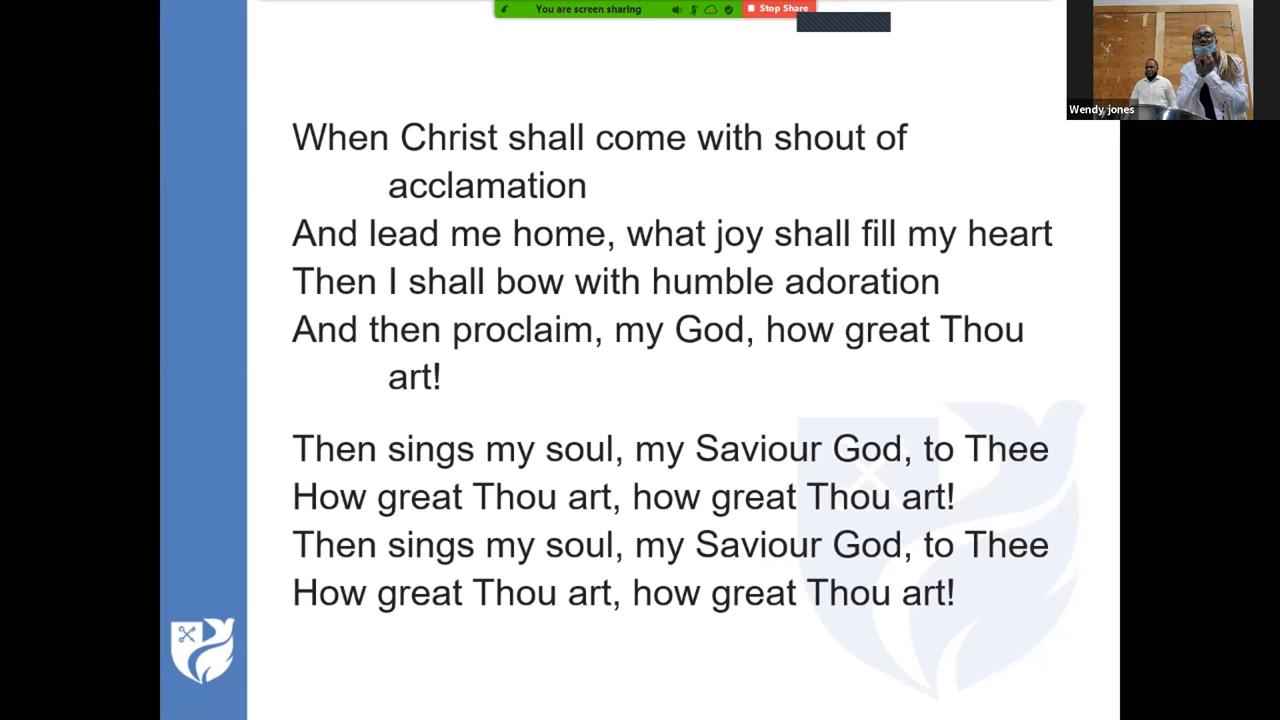 You are screen sharing
Stop Share
Wendy jones
When Christ shall come with shout of
acclamation
And lead me home, what joy shall fill my heart
Then I shall bow with humble adoration
And then proclaim, my God, how great Thou
art!
Then sings my soul, my Saviour God, to Thee
How great Thou art, how great Thou art!
Then sings my soul, my Saviour God, to Thee
How great Thou art, how great Thou art!